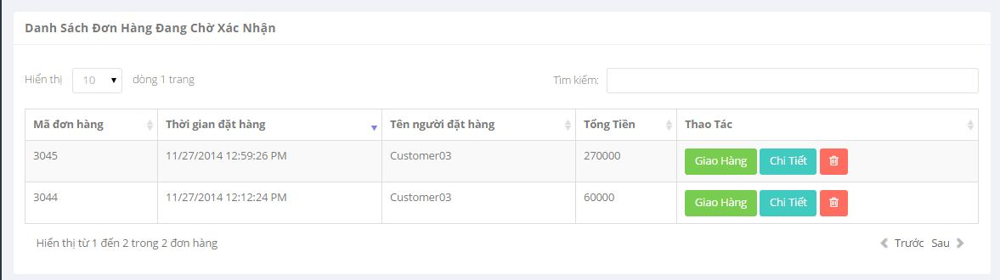 Danh Sách Đơn Hàng Đang Chờ Xác Nhận
Hiển thị 10 dòng 1 trang Tìm kiếm:
Mã đơn hàng Thời gian đặt hàng Tên người đặt hàng Tổng Tiền Thao Tác
3045 11/27/2014 12:59:26 PM Customer03 270000 Giao Hàng Chi Tiết
3044 11/27/2014 12:12:24 PM Customer03 60000 Giao Hàng Chi Tiết
Hiển thị từ 1 đến 2 trong 2 đơn hàng Trước Sau